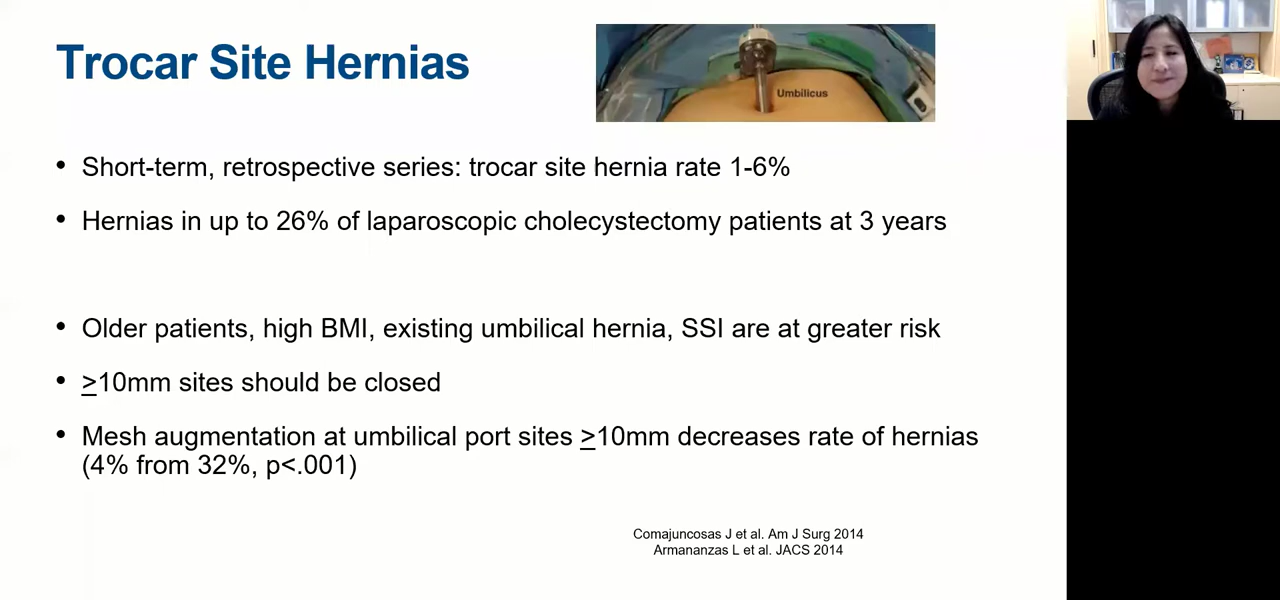 Trocar Site Hernias
Umbilicus
• Short-term, retrospective series: trocar site hernia rate 1-6%
• Hernias in up to 26% of laparoscopic cholecystectomy patients at 3 years
• Older patients, high BMI, existing umbilical hernia, SSI are at greater risk
• ≥10mm sites should be closed
• Mesh augmentation at umbilical port sites ≥10mm decreases rate of hernias
(4% from 32%, p<.001)
Comajuncosas J et al. Am J Surg 2014
Armananzas L et al. JACS 2014